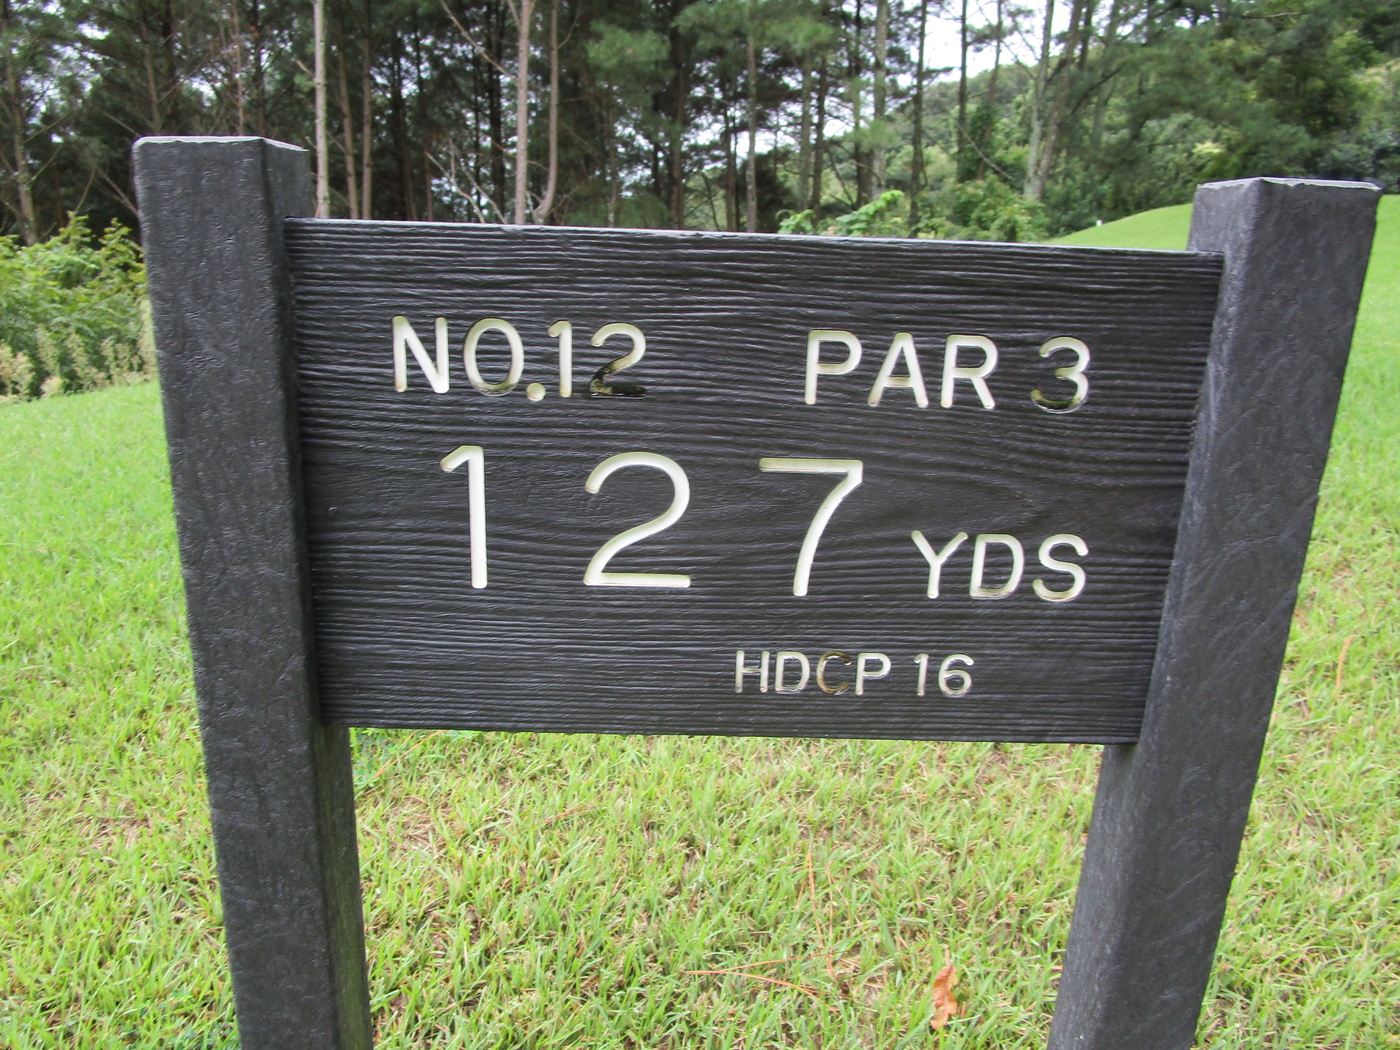 NO.12 PAR 3
127 YDS
HDCP 16